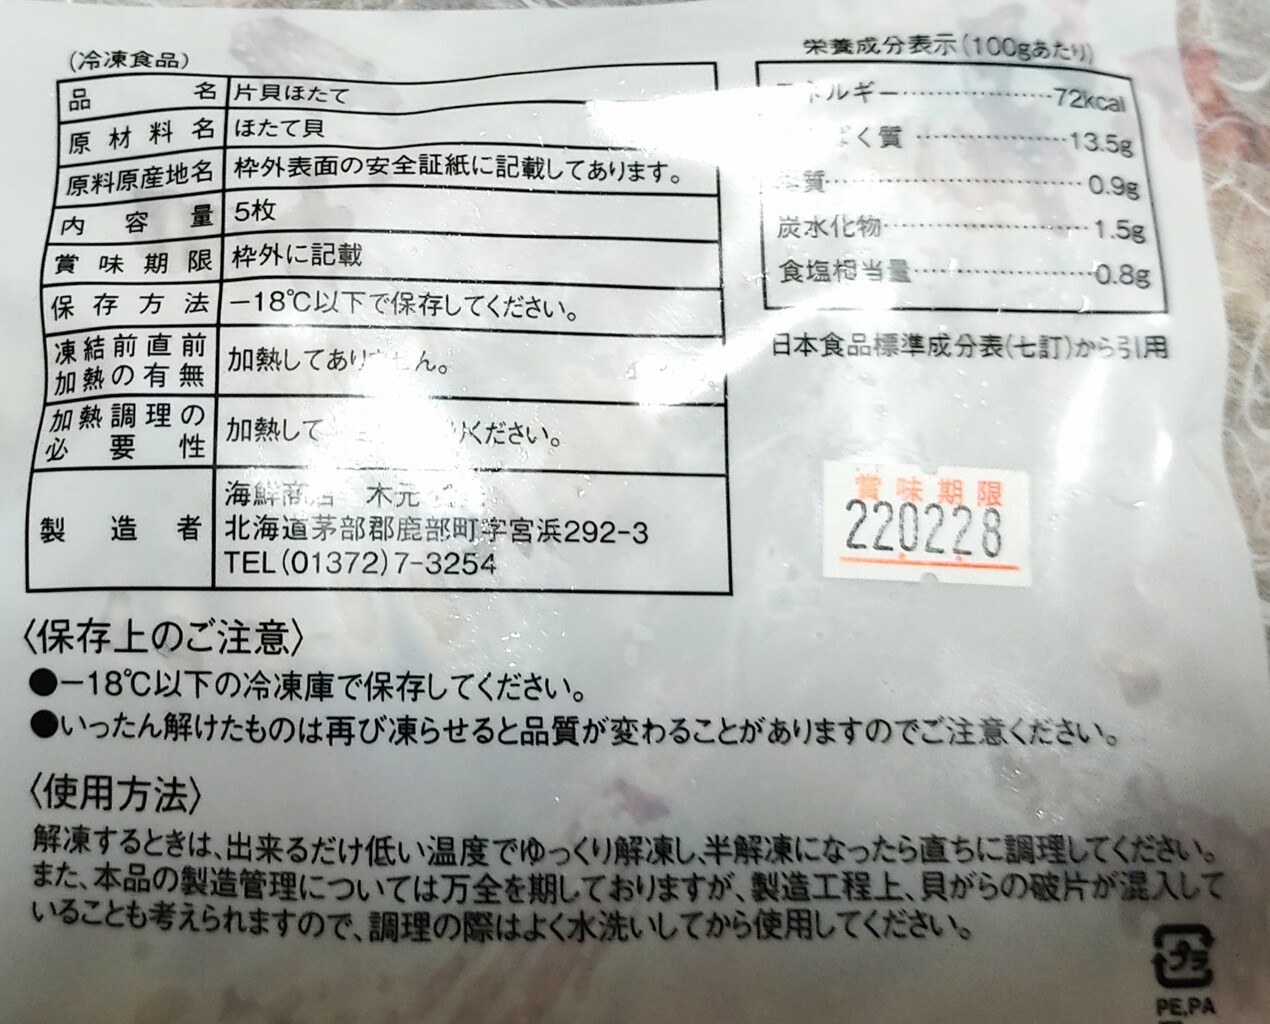 (冷凍食品)
品名 片貝ほたて
原材料名 ほたて貝
原料原産地名 枠外表面の安全証紙に記載してあります。
内容量 5枚
賞味期限 枠外に記載
保存方法 −18℃以下で保存してください。
凍結前直前
加熱の有無 加熱してありません。
加熱調理の
必要性 加熱して ください。
海鮮商店 木元
製造者 北海道茅部郡鹿部町字宮浜292-3
TEL(01372)7-3254
栄養成分表示(100gあたり)
ネルギー…………………72kcal
ぱく質………………13.5g
質…………………………0.9g
炭水化物…………………1.5g
食塩相当量………………0.8g
日本食品標準成分表(七訂)から引用
賞味期限
220228
〈保存上のご注意〉
●−18℃以下の冷凍庫で保存してください。
●いったん解けたものは再び凍らせると品質が変わることがありますのでご注意ください。
〈使用方法〉
解凍するときは、出来るだけ低い温度でゆっくり解凍し、半解凍になったら直ちに調理してください。
また、本品の製造管理については万全を期しておりますが、製造工程上、貝がらの破片が混入して
いることも考えられますので、調理の際はよく水洗いしてから使用してください。
プラ
PE,PA